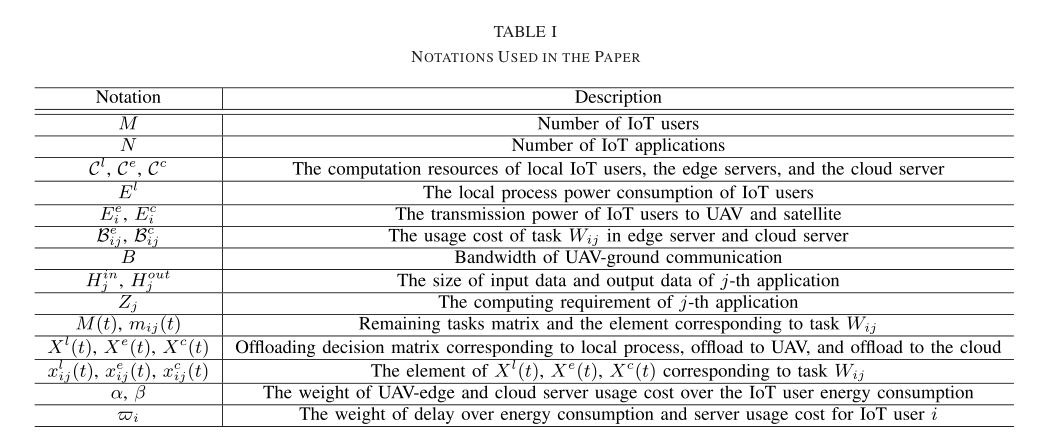 TABLE I
NOTATIONS USED IN THE PAPER
Notation Description
M Number of IoT users
N Number of IoT applications
𝒞^l, 𝒞^e, 𝒞^c The computation resources of local IoT users, the edge servers, and the cloud server
E^l The local process power consumption of IoT users
E_i^e, E_i^c The transmission power of IoT users to UAV and satellite
ℬ_{ij}^e, ℬ_{ij}^c The usage cost of task W_{ij} in edge server and cloud server
B Bandwidth of UAV-ground communication
H_j^{in}, H_j^{out} The size of input data and output data of j-th application
Z_j The computing requirement of j-th application
M(t), m_{ij}(t) Remaining tasks matrix and the element corresponding to task W_{ij}
X^l(t), X^e(t), X^c(t) Offloading decision matrix corresponding to local process, offload to UAV, and offload to the cloud
x_{ij}^l(t), x_{ij}^e(t), x_{ij}^c(t) The element of X^l(t), X^e(t), X^c(t) corresponding to task W_{ij}
α, β The weight of UAV-edge and cloud server usage cost over the IoT user energy consumption
ϖ_i The weight of delay over energy consumption and server usage cost for IoT user i